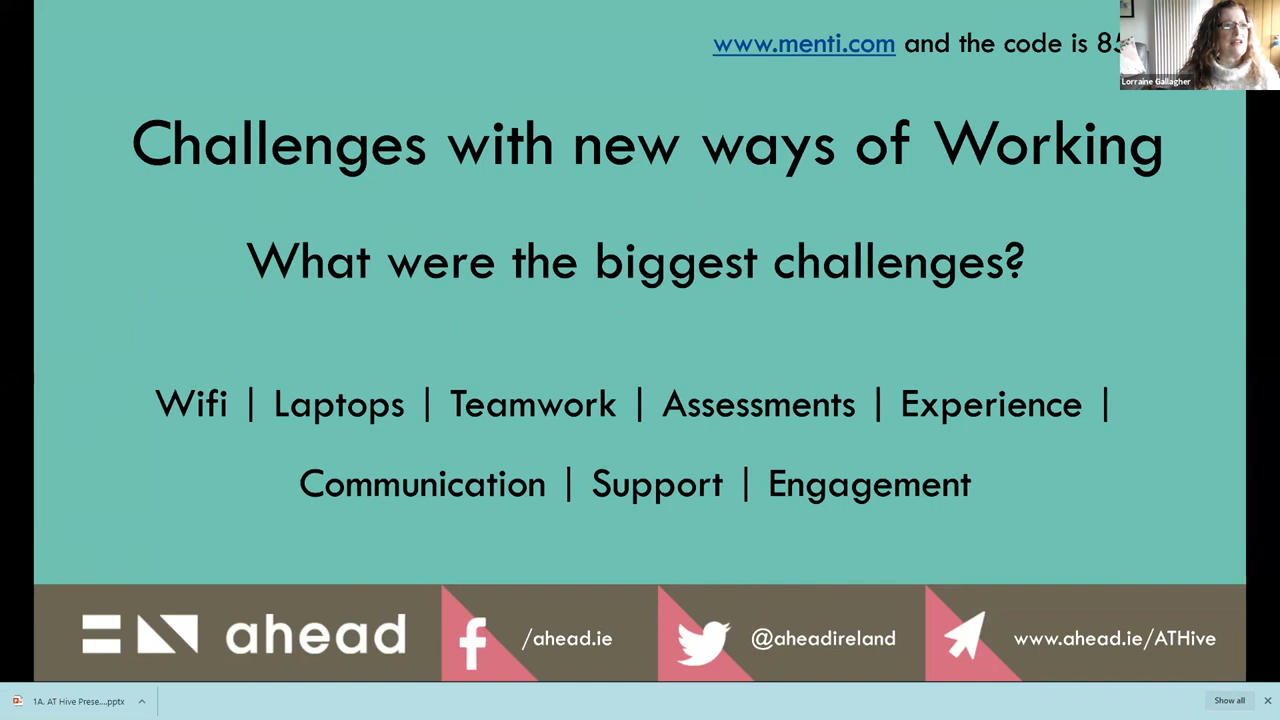 www.menti.com and the code is 85
Lorraine Gallagher
Challenges with new ways of Working
What were the biggest challenges?
Wifi | Laptops | Teamwork | Assessments | Experience |
Communication | Support | Engagement
ahead
/ahead.ie
@aheadireland
www.ahead.ie/ATHive
1A. AT Hive Prese....pptx
Show all